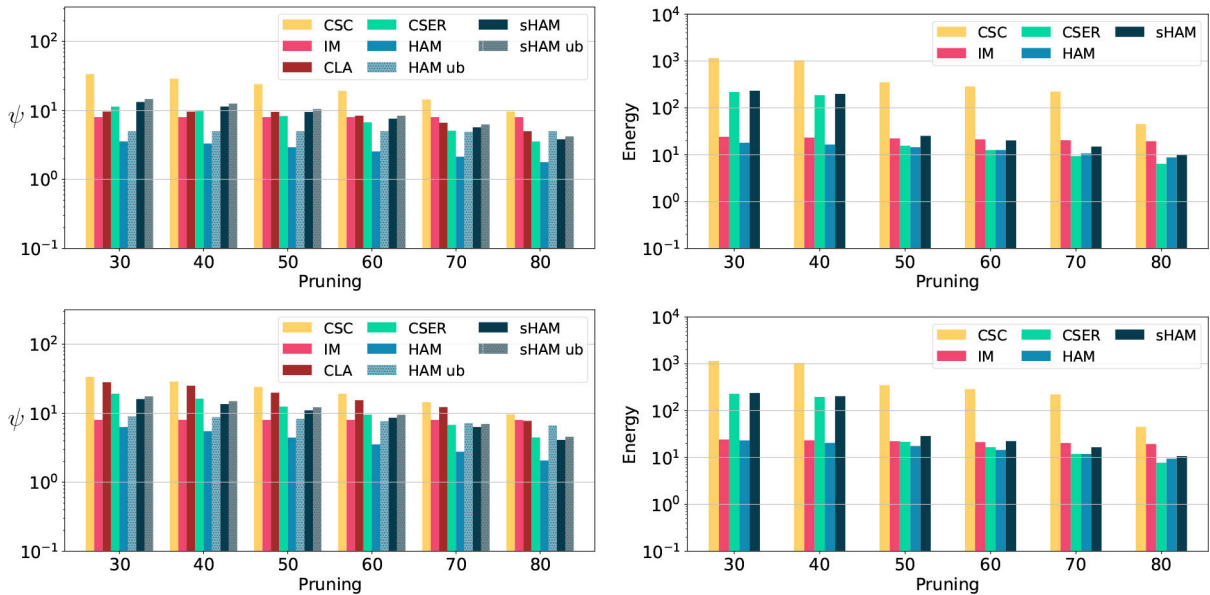 CSC CSER sHAM
IM HAM sHAM ub
CLA HAM ub
ψ
10²
10¹
10⁰
10⁻¹
30 40 50 60 70 80
Pruning
CSC CSER sHAM
IM HAM
Energy
10⁴
10³
10²
10¹
10⁰
10⁻¹
30 40 50 60 70 80
Pruning
CSC CSER sHAM
IM HAM sHAM ub
CLA HAM ub
ψ
10²
10¹
10⁰
10⁻¹
30 40 50 60 70 80
Pruning
CSC CSER sHAM
IM HAM
Energy
10⁴
10³
10²
10¹
10⁰
10⁻¹
30 40 50 60 70 80
Pruning